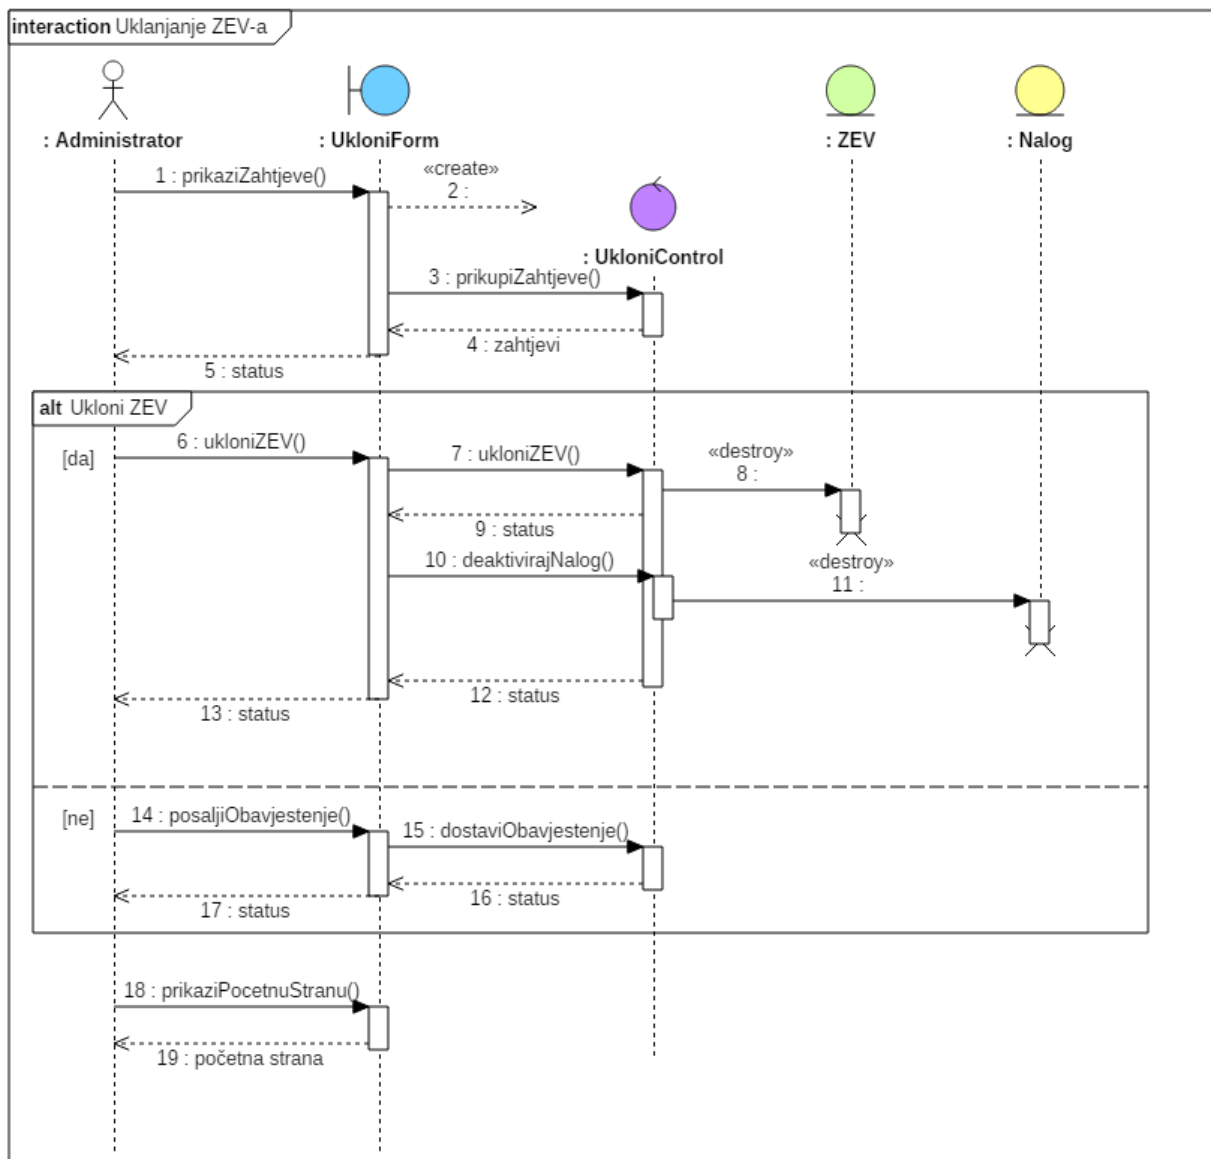 interaction Uklanjanje ZEV-a
: Administrator
: UkloniForm
: ZEV
: Nalog
1 : prikaziZahtjeve()
«create»
2 :
: UkloniControl
3 : prikupiZahtjeve()
4 : zahtjevi
5 : status
alt Ukloni ZEV
[da]
6 : ukloniZEV()
7 : ukloniZEV()
«destroy»
8 :
9 : status
10 : deaktivirajNalog()
«destroy»
11 :
12 : status
13 : status
[ne]
14 : posaljiObavjestenje()
15 : dostaviObavjestenje()
16 : status
17 : status
18 : prikaziPocetnuStranu()
19 : početna strana